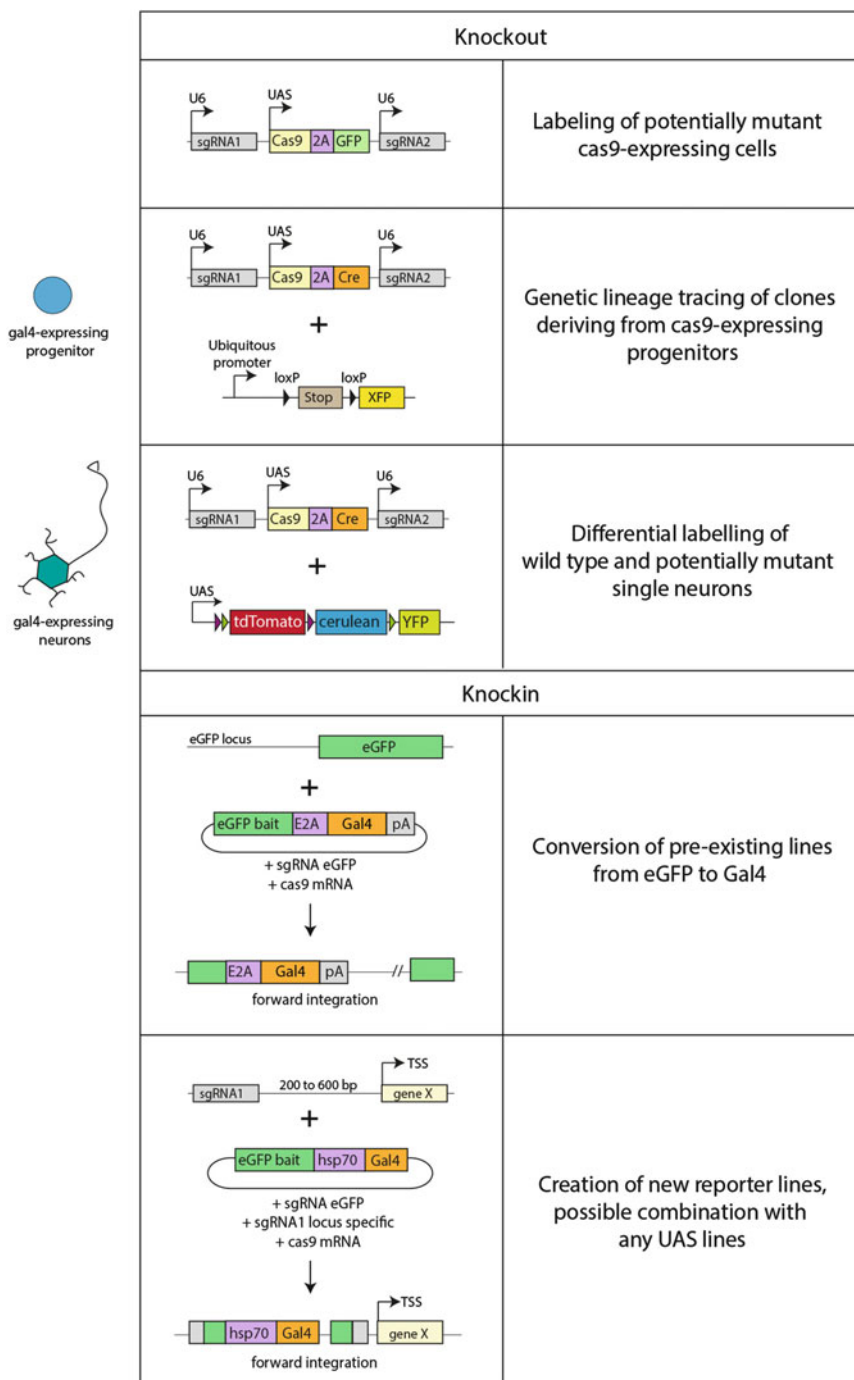 Knockout
U6
UAS
U6
sgRNA1
Cas9
2A
GFP
sgRNA2
Labeling of potentially mutant
cas9-expressing cells
gal4-expressing
progenitor
U6
UAS
U6
sgRNA1
Cas9
2A
Cre
sgRNA2
+
Ubiquitous
promoter
loxP
loxP
Stop
XFP
Genetic lineage tracing of clones
deriving from cas9-expressing
progenitors
gal4-expressing
neurons
U6
UAS
U6
sgRNA1
Cas9
2A
Cre
sgRNA2
+
UAS
tdTomato
cerulean
YFP
Differential labelling of
wild type and potentially mutant
single neurons
Knockin
eGFP locus
eGFP
+
eGFP bait
E2A
Gal4
pA
+ sgRNA eGFP
+ cas9 mRNA
E2A
Gal4
pA
//
forward integration
Conversion of pre-existing lines
from eGFP to Gal4
TSS
200 to 600 bp
sgRNA1
gene X
+
eGFP bait
hsp70
Gal4
+ sgRNA eGFP
+ sgRNA1 locus specific
+ cas9 mRNA
TSS
hsp70
Gal4
gene X
forward integration
Creation of new reporter lines,
possible combination with
any UAS lines